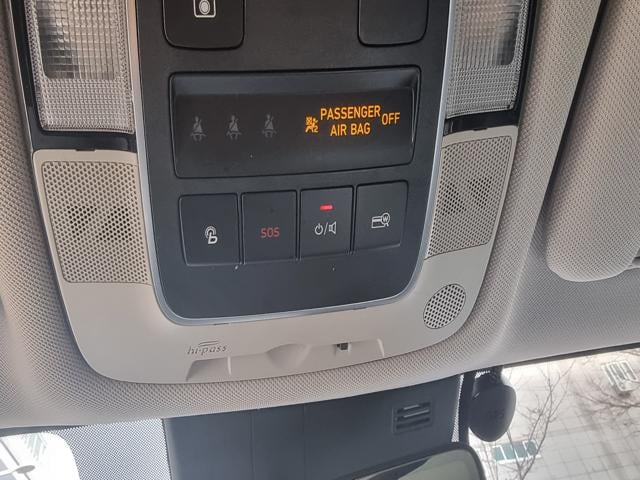 PASSENGER
AIR BAG OFF
SOS
W
hi-pass